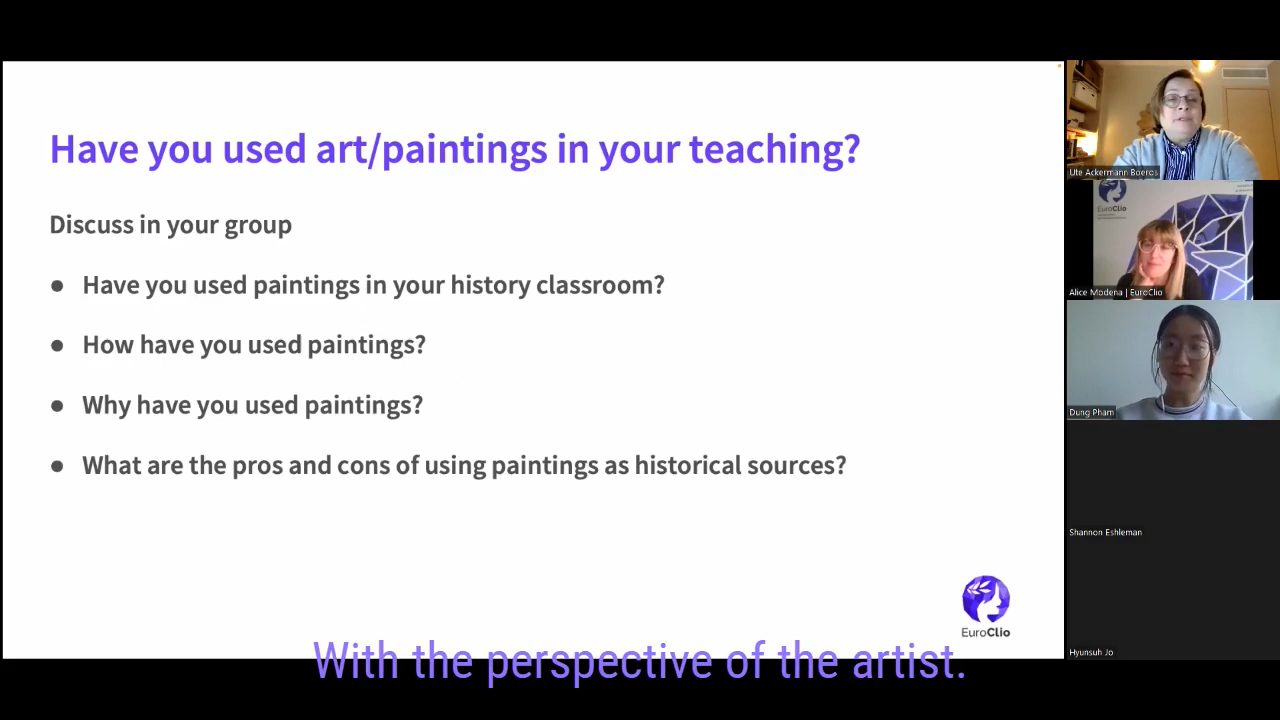 Have you used art/paintings in your teaching?
Discuss in your group
● Have you used paintings in your history classroom?
● How have you used paintings?
● Why have you used paintings?
● What are the pros and cons of using paintings as historical sources?
EuroClio
With the perspective of the artist.
Ute Ackermann Boeros
EuroClio
Alice Modena | EuroClio
Dung Pham
Shannon Eshleman
Hyunsuh Jo